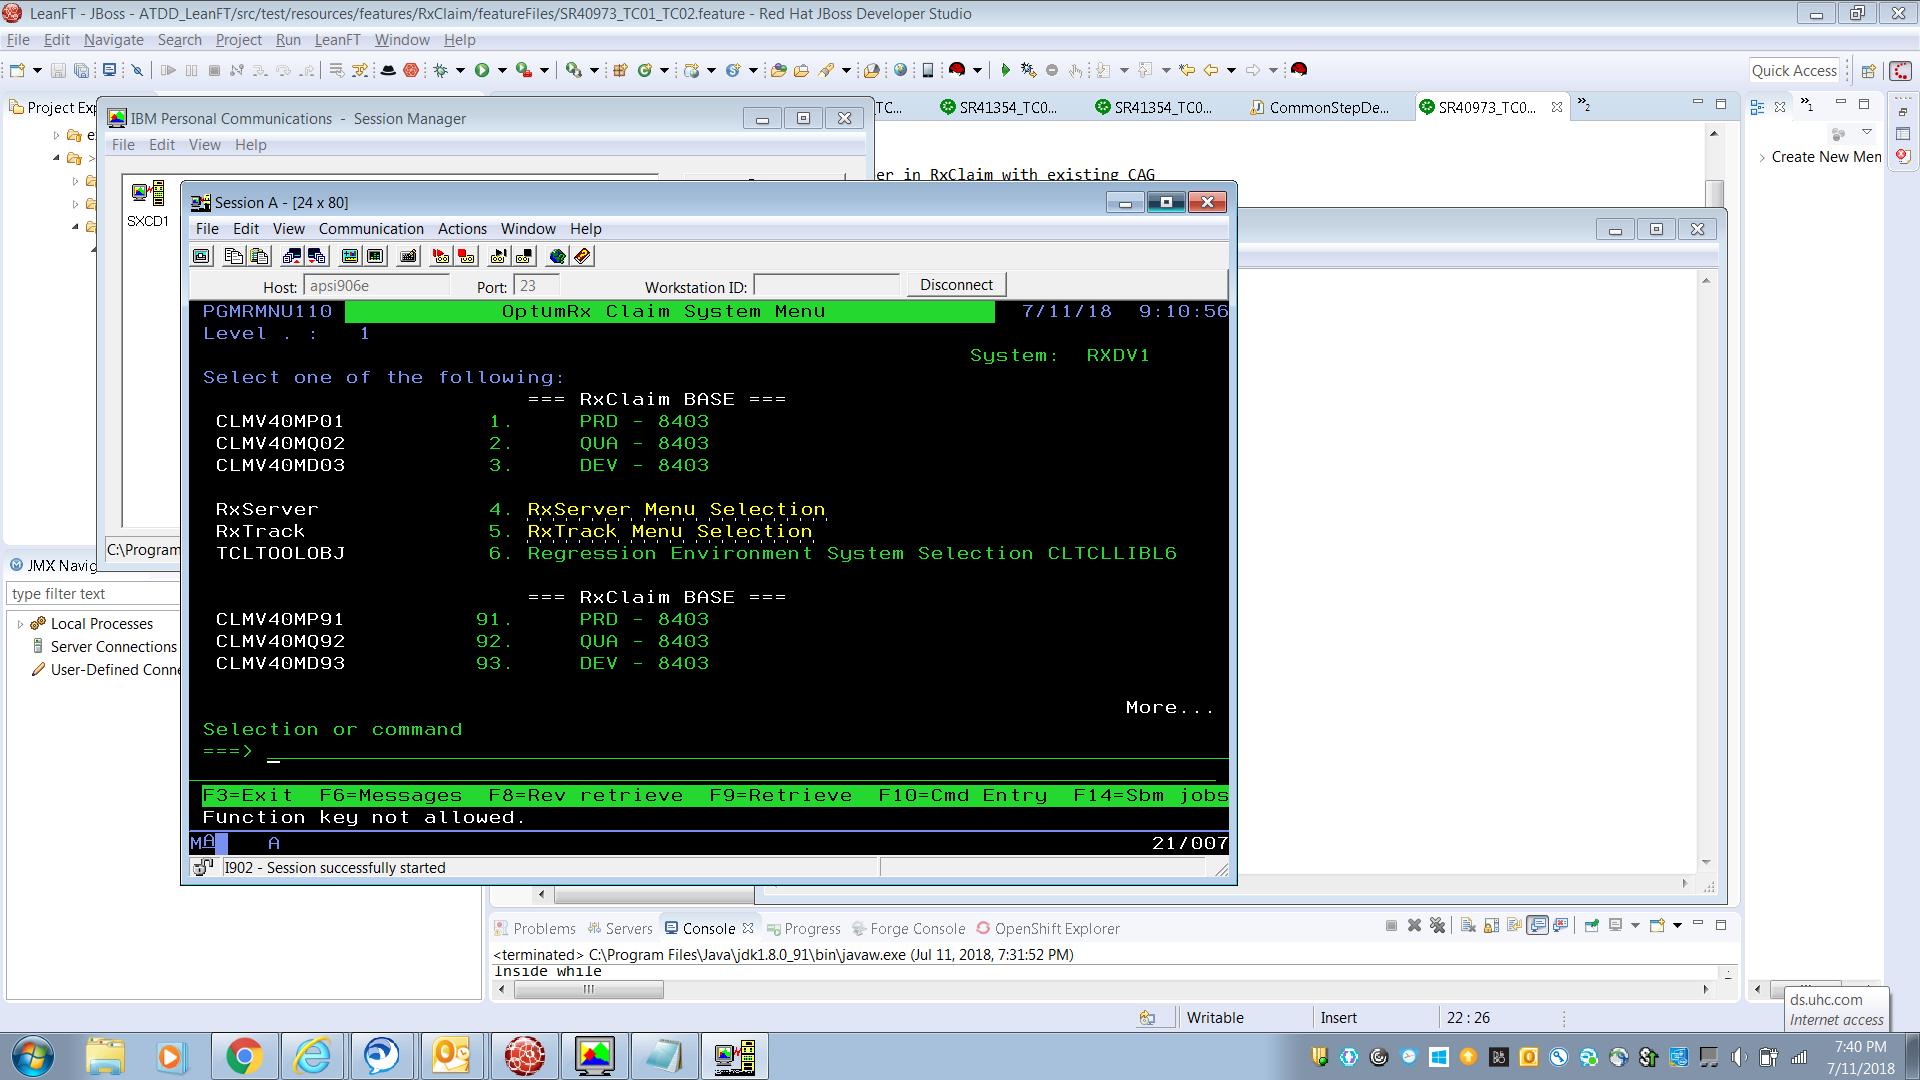 LeanFT - JBoss - ATDD_LeanFT/src/test/resources/features/RxClaim/featureFiles/SR40973_TC01_TC02.feature - Red Hat JBoss Developer Studio
File Edit Navigate Search Project Run LeanFT Window Help
Quick Access
Project Exp
TC...
SR41354_TC0...
SR41354_TC0...
CommonStepDe...
SR40973_TC0...
»2
»1
Create New Mem
IBM Personal Communications - Session Manager
File Edit View Help
SXCD1
C:\Program
er in RxClaim with existing CAG
Session A - [24 x 80]
File Edit View Communication Actions Window Help
Host: apsi906e Port: 23 Workstation ID: Disconnect
PGMRMNU110 OptumRx Claim System Menu 7/11/18 9:10:56
Level . : 1
System: RXDV1
Select one of the following:
=== RxClaim BASE ===
CLMV40MP01 1. PRD - 8403
CLMV40MQ02 2. QUA - 8403
CLMV40MD03 3. DEV - 8403
RxServer 4. RxServer Menu Selection
RxTrack 5. RxTrack Menu Selection
TCLTOOLOBJ 6. Regression Environment System Selection CLTCLLIBL6
=== RxClaim BASE ===
CLMV40MP91 91. PRD - 8403
CLMV40MQ92 92. QUA - 8403
CLMV40MD93 93. DEV - 8403
More...
Selection or command
===>
F3=Exit F6=Messages F8=Rev retrieve F9=Retrieve F10=Cmd Entry F14=Sbm jobs
Function key not allowed.
MA A 21/007
I902 - Session successfully started
JMX Navig
type filter text
Local Processes
Server Connections
User-Defined Conne
Problems Servers Console Progress Forge Console OpenShift Explorer
<terminated> C:\Program Files\Java\jdk1.8.0_91\bin\javaw.exe (Jul 11, 2018, 7:31:52 PM)
Inside while
Writable Insert 22 : 26
ds.uhc.com
Internet access
7:40 PM
7/11/2018